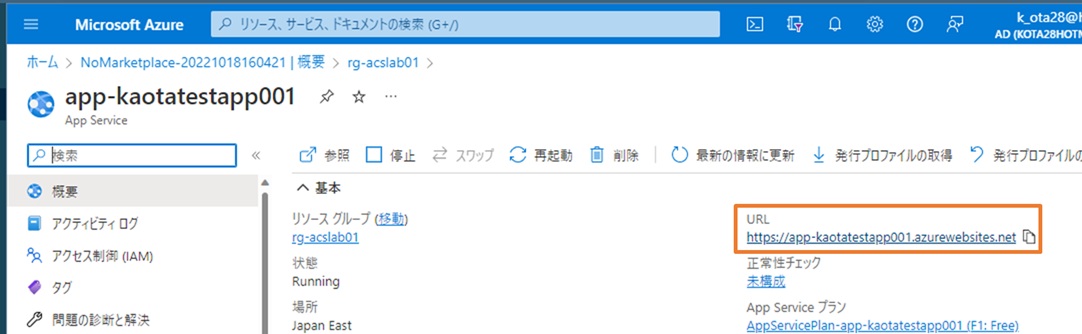 Microsoft Azure
リソース、サービス、ドキュメントの検索 (G+/)
k_ota28@
AD (KOTA28HOTM
ホーム > NoMarketplace-20221018160421 | 概要 > rg-acslab01 >
app-kaotatestapp001
App Service
検索
参照 停止 スワップ 再起動 削除 最新の情報に更新 発行プロファイルの取得 発行プロファイルの
概要
アクティビティ ログ
アクセス制御 (IAM)
タグ
問題の診断と解決
基本
リソース グループ (移動)
rg-acslab01
状態
Running
場所
Japan East
URL
https://app-kaotatestapp001.azurewebsites.net
正常性チェック
未構成
App Service プラン
AppServicePlan-app-kaotatestapp001 (F1: Free)